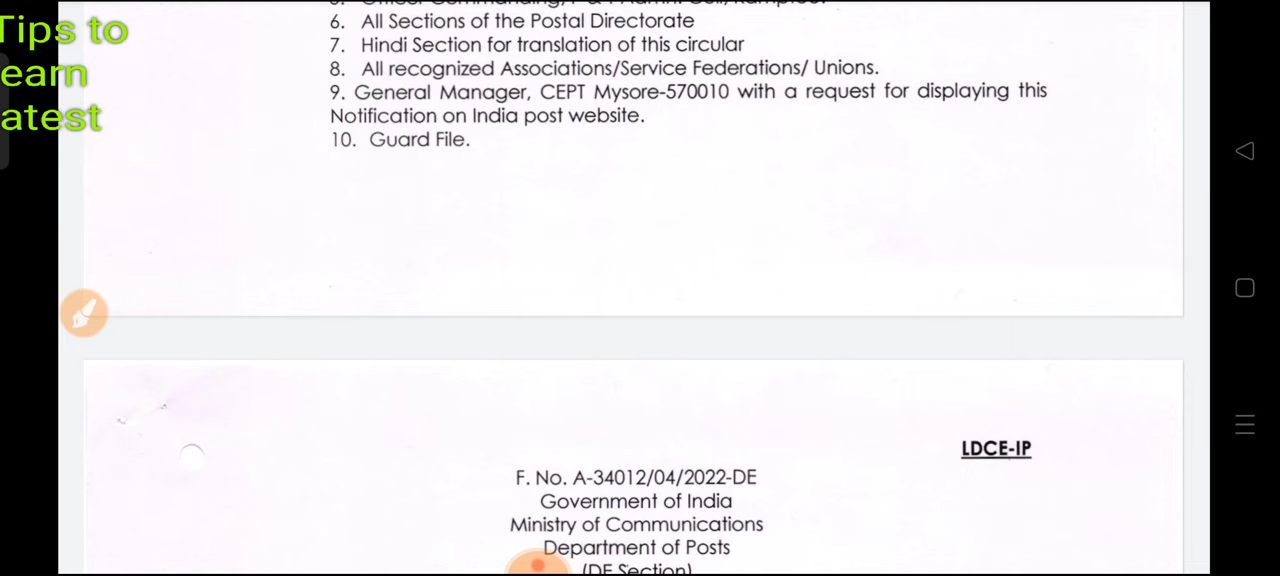 Tips to
earn
atest
6. All Sections of the Postal Directorate
7. Hindi Section for translation of this circular
8. All recognized Associations/Service Federations/ Unions.
9. General Manager, CEPT Mysore-570010 with a request for displaying this
Notification on India post website.
10. Guard File.
LDCE-IP
F. No. A-34012/04/2022-DE
Government of India
Ministry of Communications
Department of Posts
(DE Section)